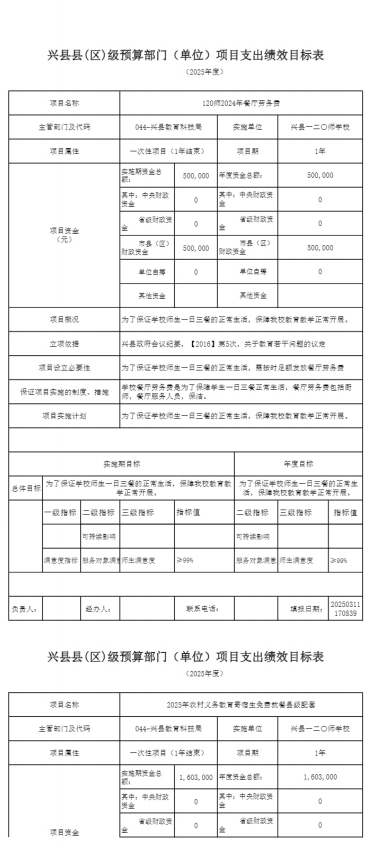 兴县县(区)级预算部门（单位）项目支出绩效目标表
（2025年度）
项目名称 120师2024年餐厅劳务费
主管部门及代码 044-兴县教育科技局 实施单位 兴县一二〇师学校
项目属性 一次性项目（1年结束） 项目期 1年
项目资金
（元）
实施期资金总额： 500,000 年度资金总额： 500,000
其中：中央财政资金 0 其中：中央财政资金 0
省级财政资金 0 省级财政资金 0
市县（区）财政资金 500,000 市县（区）财政资金 500,000
单位自筹 0 单位自筹 0
其他资金 其他资金
项目概况 为了保证学校师生一日三餐的正常生活，保障我校教育教学正常开展。
立项依据 兴县政府会议纪要，【2016】第5次，关于教育若干问题的议定
项目设立必要性 为了保证学校师生一日三餐的正常生活，需按时足额发放餐厅劳务费
保证项目实施的制度、措施 学校餐厅劳务费是为了保障学生一日三餐正常生活，餐厅劳务费包括厨师，餐厅服务人员，保洁。
项目实施计划 为了保证学校师生一日三餐的正常生活，保障我校教育教学正常开展。
实施期目标 年度目标
总体目标 为了保证学校师生一日三餐的正常生活，保障我校教育教学正常开展。 为了保证学校师生一日三餐的正常生活，保障我校教育教学正常开展。
一级指标 二级指标 三级指标 指标值 二级指标 三级指标 指标值
可持续影响 可持续影响
满意度指标 服务对象满意 师生满意度 ≥99% 服务对象满意 师生满意度 ≥99%
负责人： 经办人： 联系电话： 填报日期： 20250311170839
兴县县(区)级预算部门（单位）项目支出绩效目标表
（2025年度）
项目名称 2025年农村义务教育寄宿生免费就餐县级配套
主管部门及代码 044-兴县教育科技局 实施单位 兴县一二〇师学校
项目属性 一次性项目（1年结束） 项目期 1年
实施期资金总额： 1,603,000 年度资金总额： 1,603,000
其中：中央财政资金 0 其中：中央财政资金 0
项目资金 省级财政资金 0 省级财政资金 0